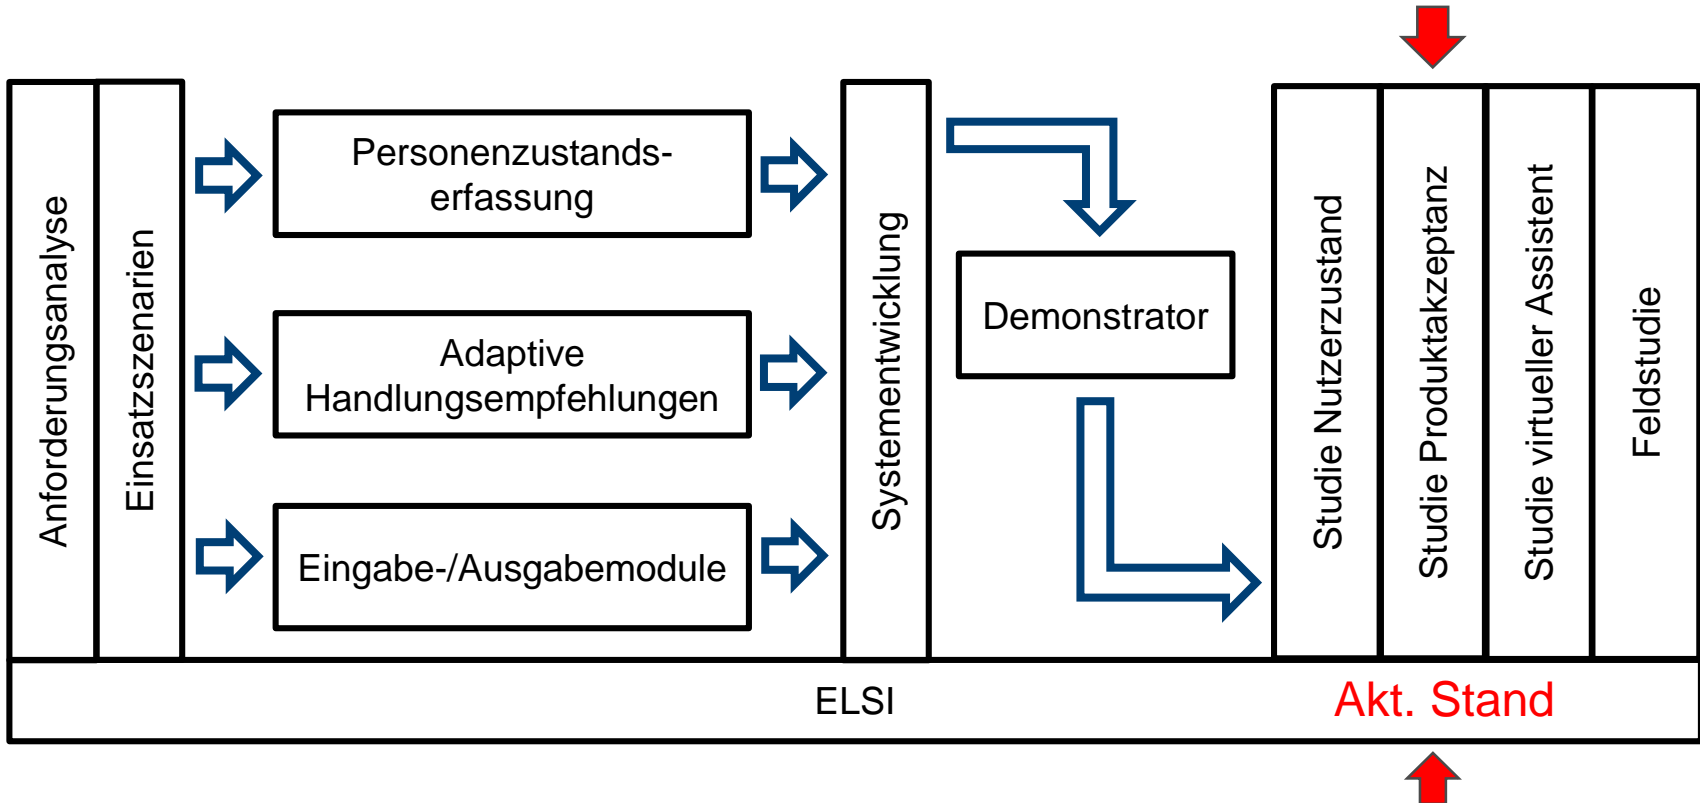 Anforderungsanalyse
Einsatzszenarien
Personenzustands-
erfassung
Adaptive
Handlungsempfehlungen
Eingabe-/Ausgabemodule
Systementwicklung
Demonstrator
Studie Nutzerzustand
Studie Produktakzeptanz
Studie virtueller Assistent
Feldstudie
ELSI
Akt. Stand